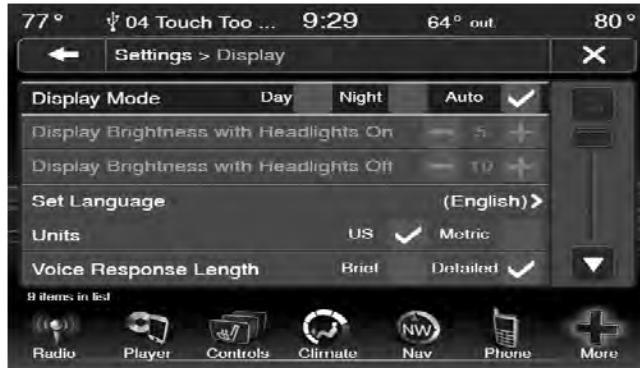 77° 04 Touch Too ... 9:29 64° out 80°
Settings > Display
Display Mode Day Night Auto
Display Brightness with Headlights On 5
Display Brightness with Headlights Off 10
Set Language (English)>
Units US Metric
Voice Response Length Brief Detailed
9 items in list
NW
Radio Player Controls Climate Nav Phone More